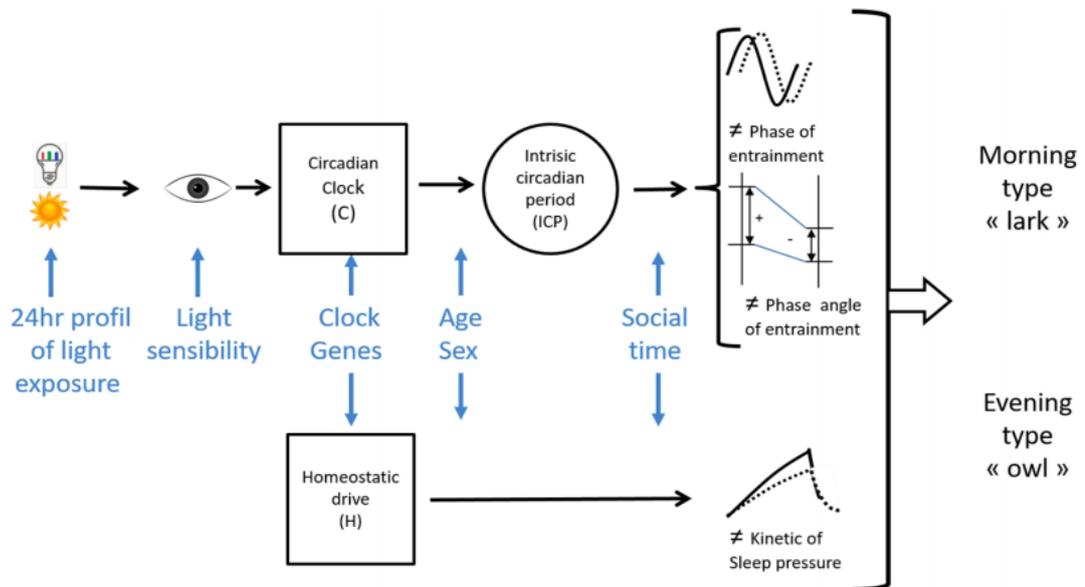 Circadian
Clock
(C)
Intrisic
circadian
period
(ICP)
≠ Phase of
entrainment
+
-
≠ Phase angle
of entrainment
Morning
type
« lark »
24hr profil
of light
exposure
Light
sensibility
Clock
Genes
Age
Sex
Social
time
Homeostatic
drive
(H)
≠ Kinetic of
Sleep pressure
Evening
type
« owl »